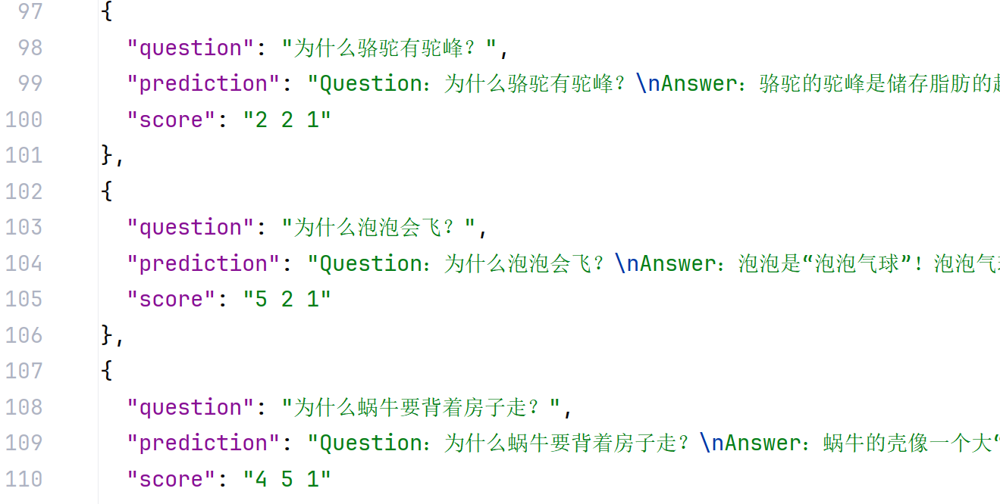 97 {
98 "question": "为什么骆驼有驼峰？",
99 "prediction": "Question：为什么骆驼有驼峰？\nAnswer：骆驼的驼峰是储存脂肪的
100 "score": "2 2 1"
101 },
102 {
103 "question": "为什么泡泡会飞？",
104 "prediction": "Question：为什么泡泡会飞？\nAnswer：泡泡是“泡泡气球”！泡泡气
105 "score": "5 2 1"
106 },
107 {
108 "question": "为什么蜗牛要背着房子走？",
109 "prediction": "Question：为什么蜗牛要背着房子走？\nAnswer：蜗牛的壳像一个大“
110 "score": "4 5 1"